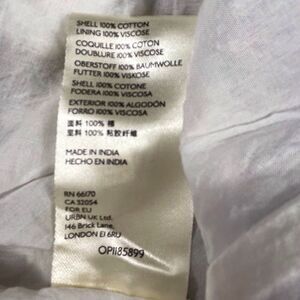 SHELL 100% COTTON
LINING 100% VISCOSE
COQUILLE 100% COTON
DOUBLURE 100% VISCOSE
OBERSTOFF 100% BAUMWOLLE
FUTTER 100% VISKOSE
SHELL 100% COTONE
FODERA 100% VISCOSA
EXTERIOR 100% ALGODÓN
FORRO 100% VISCOSA
面料 100% 棉
里料 100% 粘胶纤维
MADE IN INDIA
HECHO EN INDIA
RN 66170
CA 32054
FOR EU
URBN UK Ltd.
146 Brick Lane,
LONDON E1 6RU
OP1185899